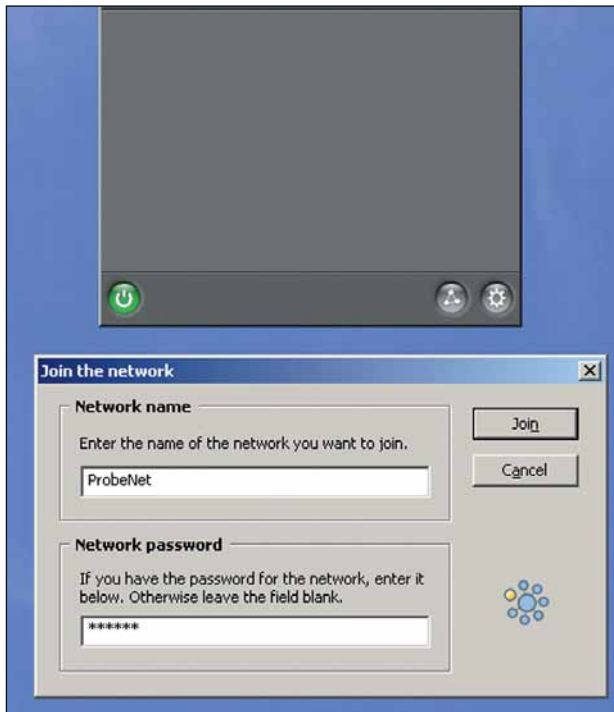 Join the network
Network name
Join
Enter the name of the network you want to join.
Cancel
ProbeNet
Network password
If you have the password for the network, enter it
below. Otherwise leave the field blank.
******